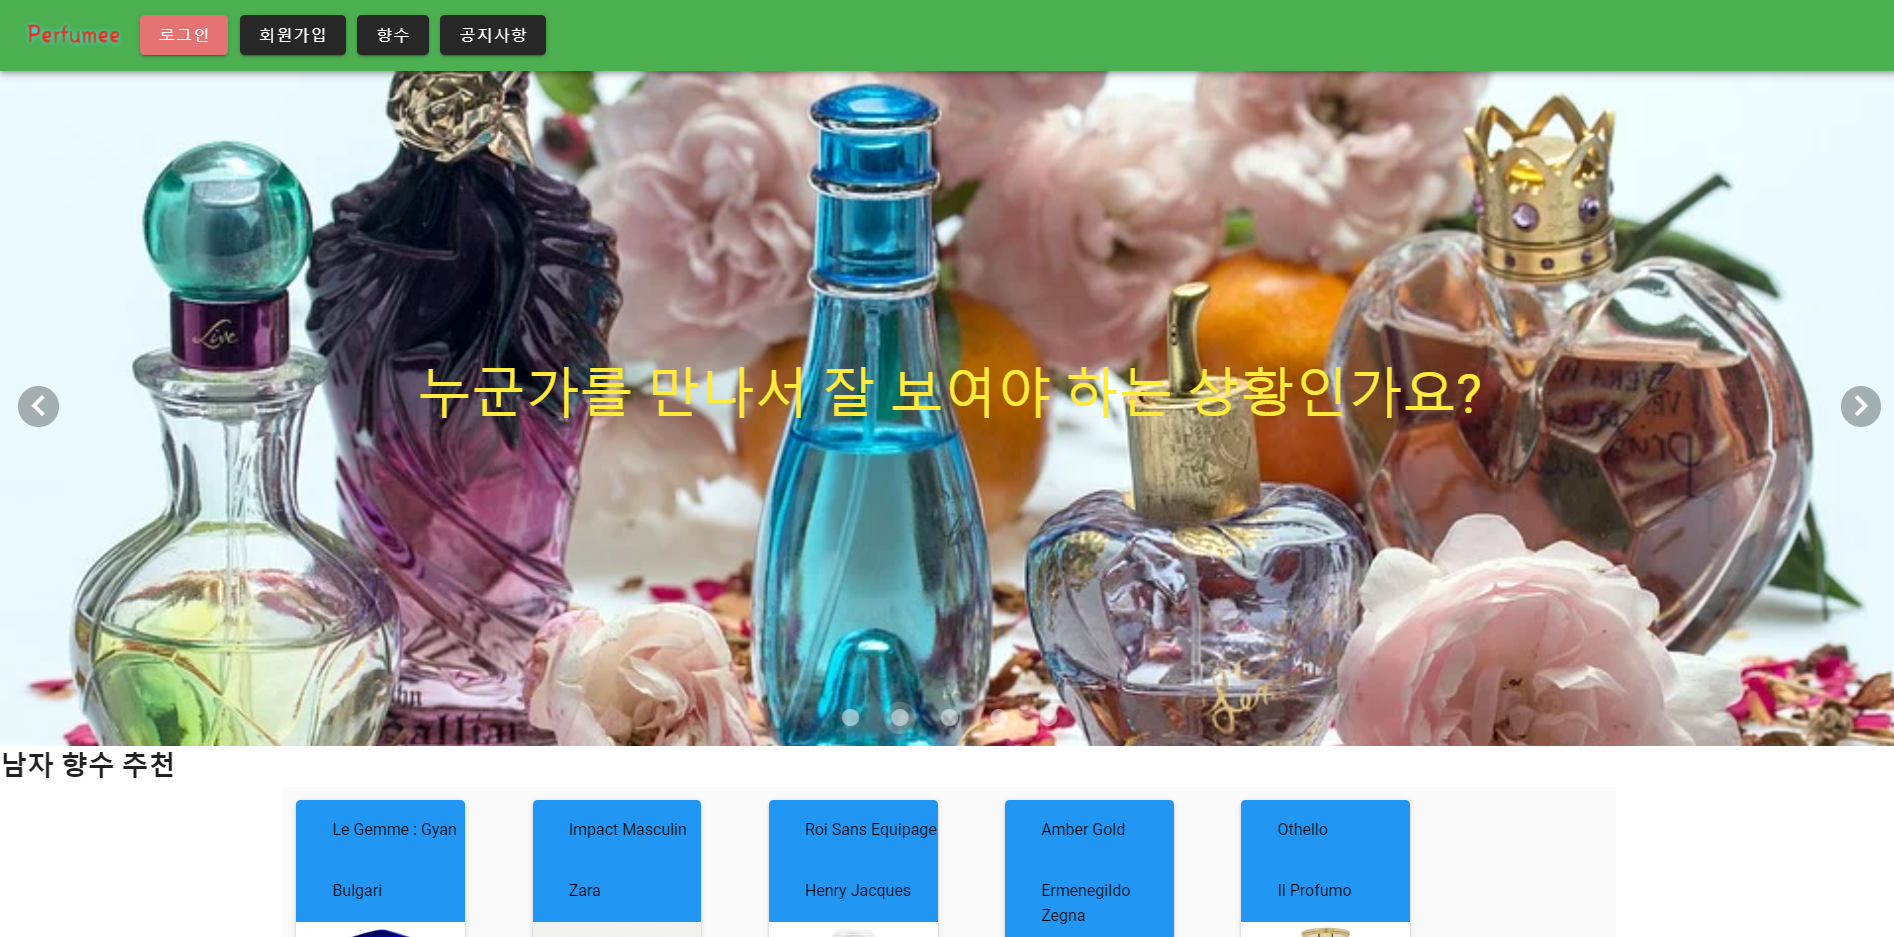 Perfumee 로그인 회원가입 향수 공지사항
Live
누군가를 만나서 잘 보여야 하는 상황인가요?
남자 향수 추천
Le Gemme : Gyan
Bulgari
Impact Masculin
Zara
Roi Sans Equipage
Henry Jacques
Amber Gold
Ermenegildo
Zegna
Othello
Il Profumo